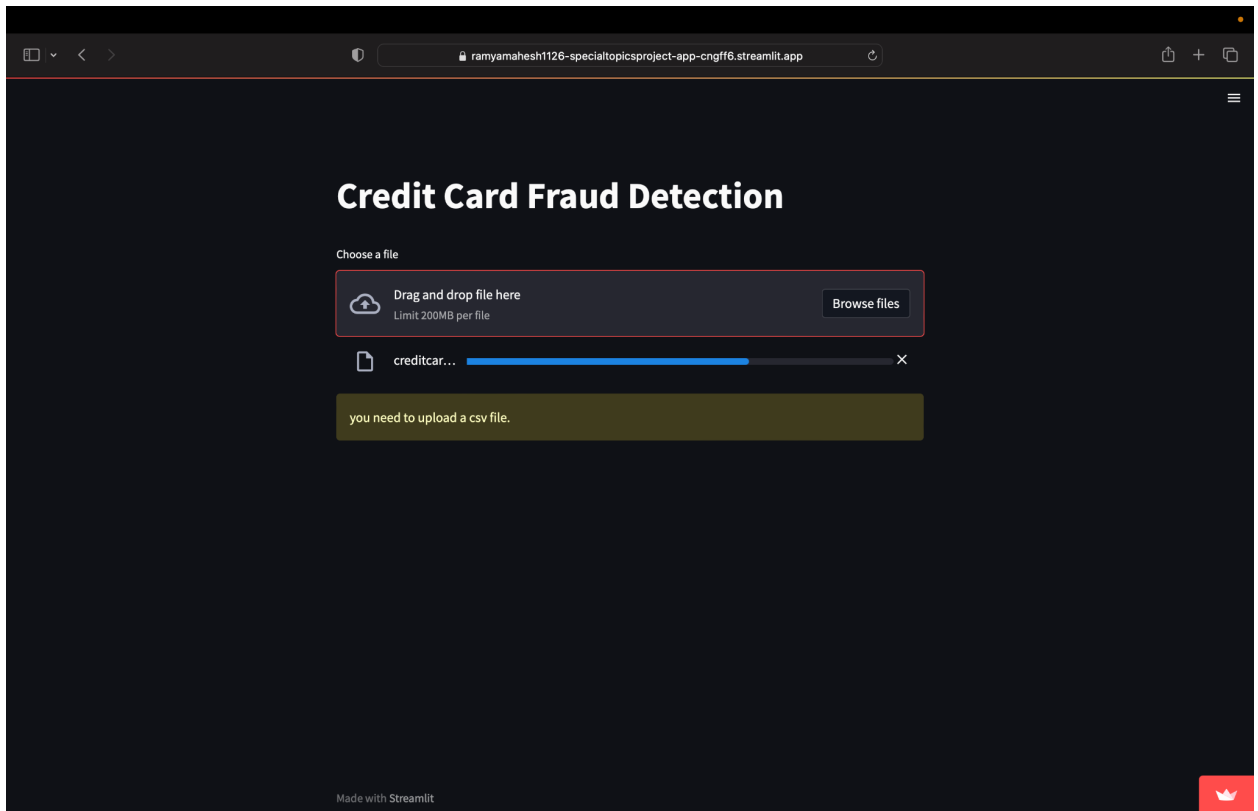 ramyamahesh1126-specialtopicsproject-app-cngff6.streamlit.app
Credit Card Fraud Detection
Choose a file
Drag and drop file here
Limit 200MB per file
Browse files
creditcar...
you need to upload a csv file.
Made with Streamlit